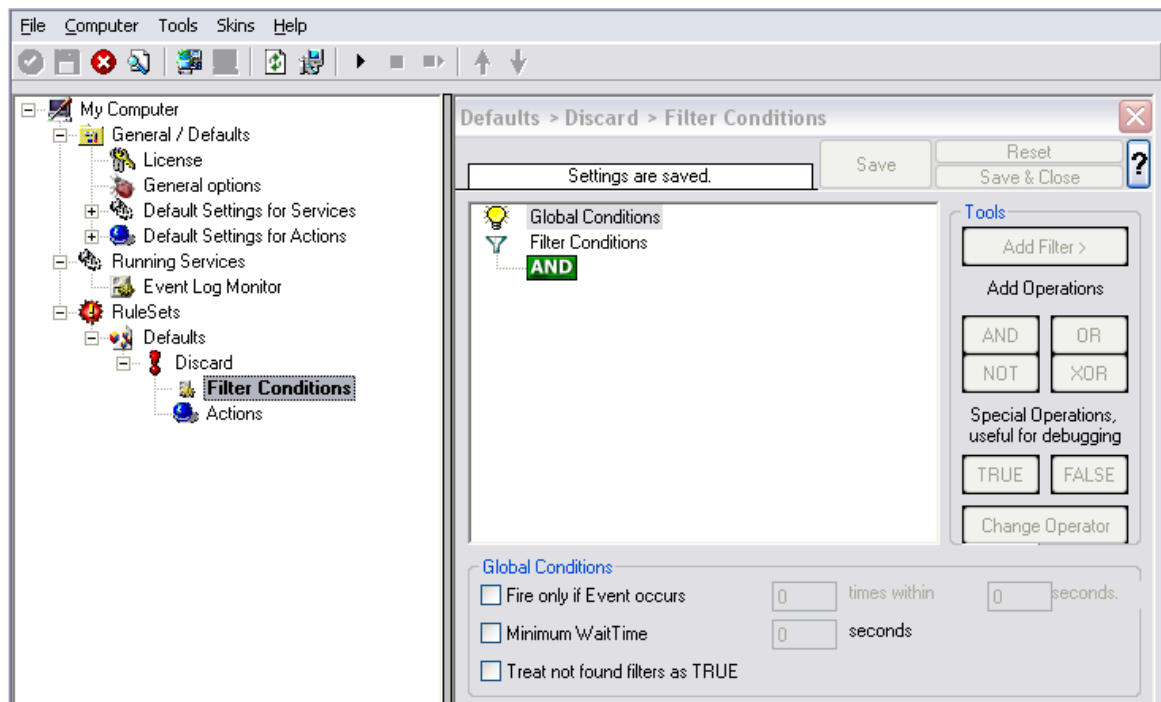 File Computer Tools Skins Help
My Computer
General / Defaults
License
General options
Default Settings for Services
Default Settings for Actions
Running Services
Event Log Monitor
RuleSets
Defaults
Discard
Filter Conditions
Actions
Defaults > Discard > Filter Conditions
Settings are saved.
Save
Reset
Save & Close
?
Global Conditions
Filter Conditions
AND
Tools
Add Filter >
Add Operations
AND OR
NOT XOR
Special Operations,
useful for debugging
TRUE FALSE
Change Operator
Global Conditions
Fire only if Event occurs 0 times within 0 seconds.
Minimum WaitTime 0 seconds
Treat not found filters as TRUE